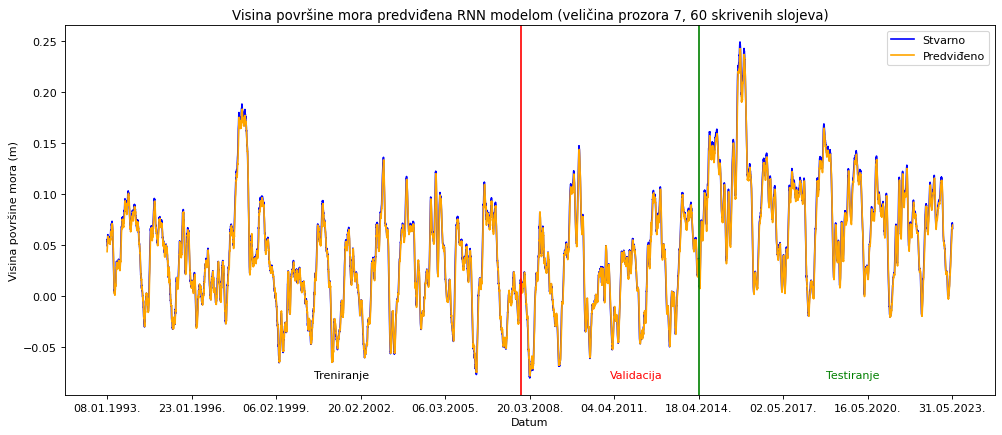 Visina površine mora predviđena RNN modelom (veličina prozora 7, 60 skrivenih slojeva)
Stvarno
Predviđeno
Visina površine mora (m)
0.25
0.20
0.15
0.10
0.05
0.00
−0.05
Treniranje
Validacija
Testiranje
08.01.1993.
23.01.1996.
06.02.1999.
20.02.2002.
06.03.2005.
20.03.2008.
04.04.2011.
18.04.2014.
02.05.2017.
16.05.2020.
31.05.2023.
Datum